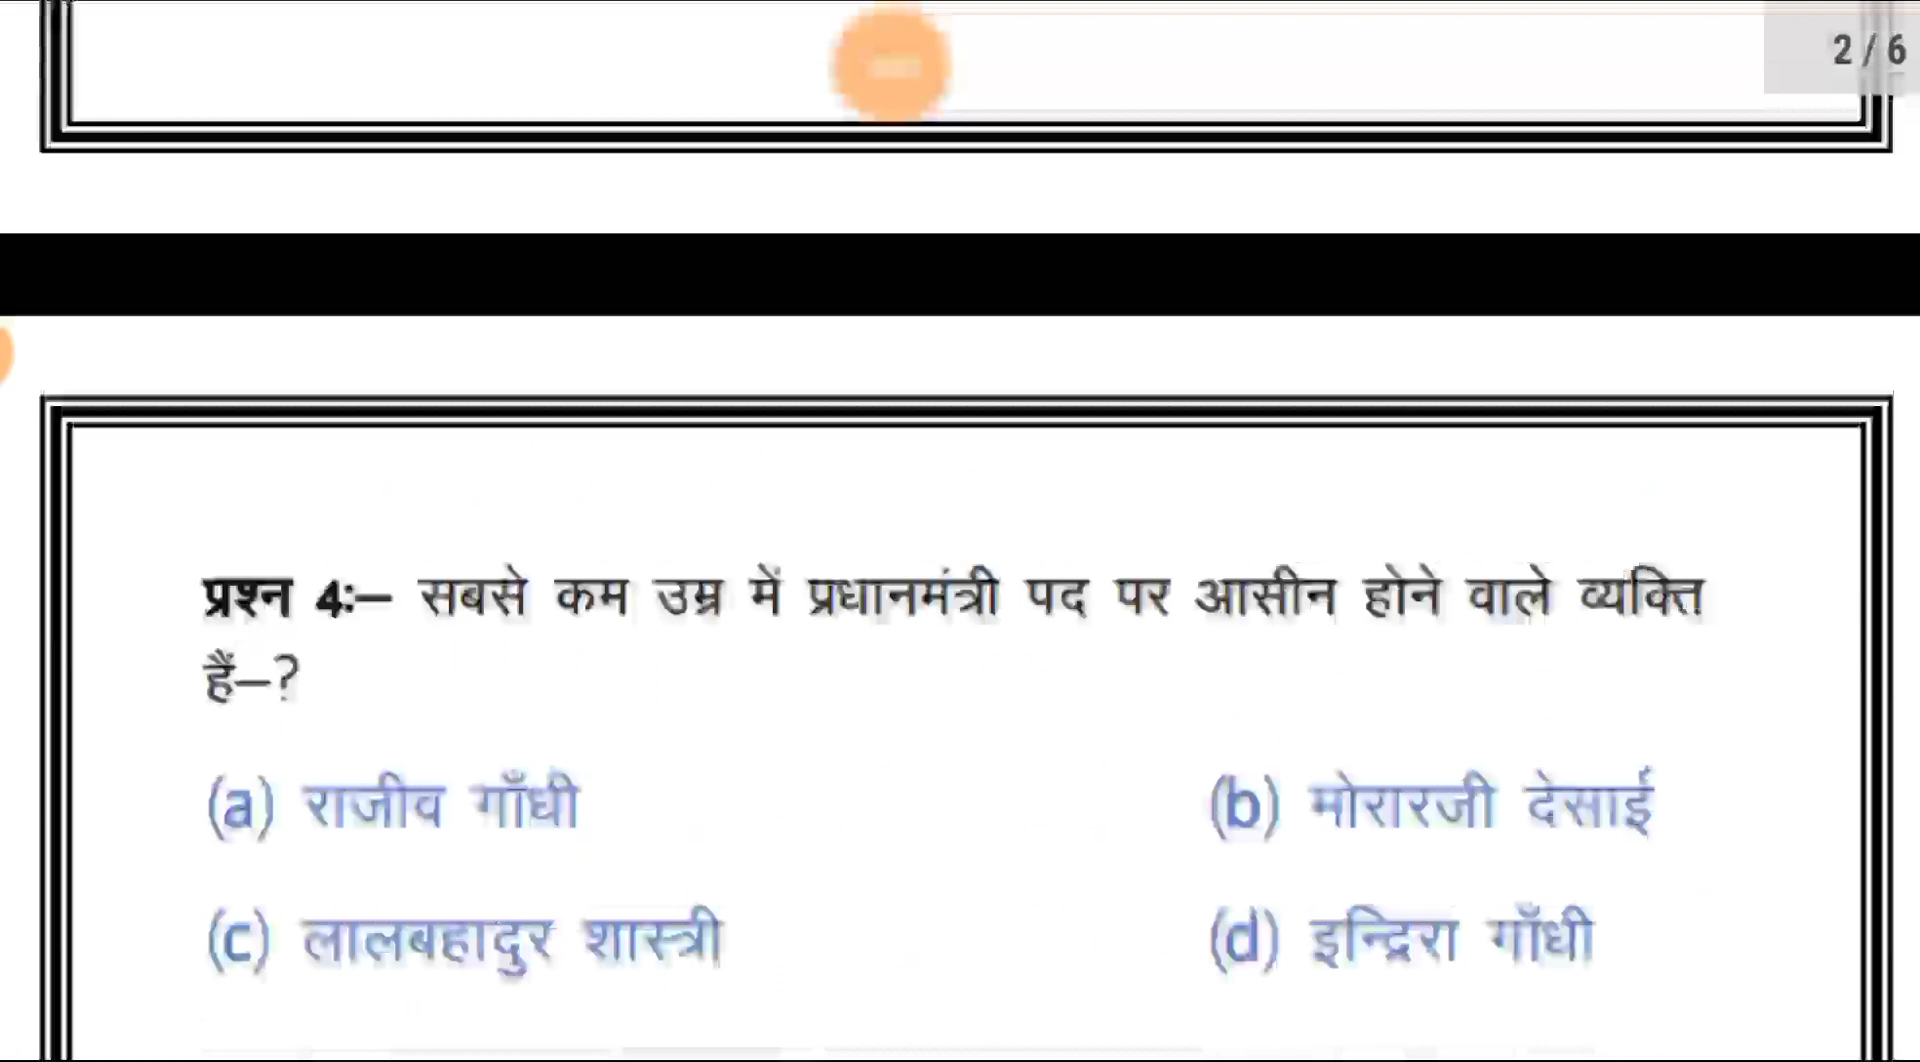 2 / 6
प्रश्न 4:– सबसे कम उम्र में प्रधानमंत्री पद पर आसीन होने वाले व्यक्ति
हैं–?
(a) राजीव गाँधी (b) मोरारजी देसाई
(c) लालबहादुर शास्त्री (d) इन्द्रिरा गाँधी